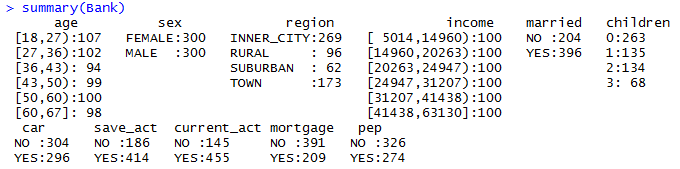 > summary(Bank)
age sex region income married children
[18,27):107 FEMALE:300 INNER_CITY:269 [ 5014,14960):100 NO :204 0:263
[27,36):102 MALE :300 RURAL : 96 [14960,20263):100 YES:396 1:135
[36,43): 94 SUBURBAN : 62 [20263,24947):100 2:134
[43,50): 99 TOWN :173 [24947,31207):100 3: 68
[50,60):100 [31207,41438):100
[60,67]: 98 [41438,63130]:100
car save_act current_act mortgage pep
NO :304 NO :186 NO :145 NO :391 NO :326
YES:296 YES:414 YES:455 YES:209 YES:274